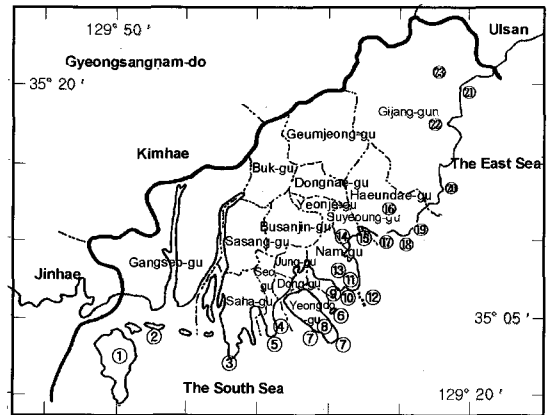 129° 50 ′
Ulsan
Gyeongsangnam-do
35° 20 ′
㉓
㉑
Gijang-gun
㉒
Geumjeong-gu
Kimhae
The East Sea
Buk-gu
Dongnae-gu
⑳
Haeundae-gu
Yeonje-gu
⑯
Suyeoung-gu
Busanjin-gu
⑲
Sasang-gu
⑭
⑮
⑰
⑱
Nam-gu
Gangseo-gu
Jung-gu
Jinhae
Seo-
gu
⑬
Dong-gu
⑪
Saha-gu
⑨
⑩
⑫
Yeongdo
-gu
⑥
35° 05 ′
①
②
③
④
⑤
⑦
⑧
⑦
The South Sea
129° 20 ′